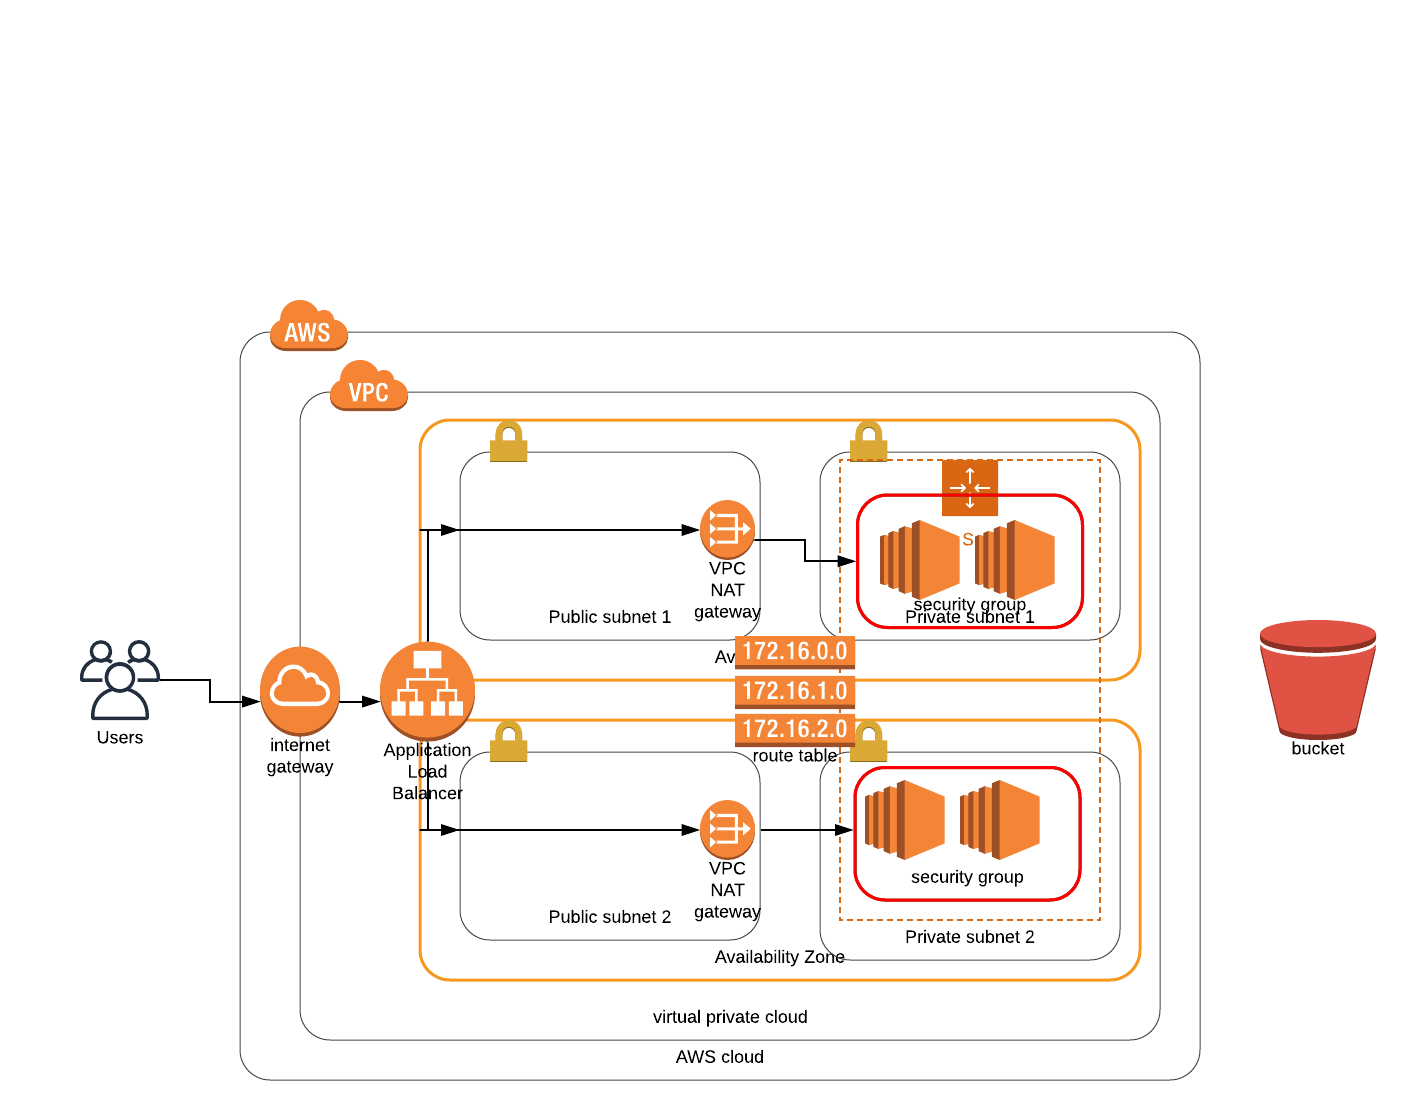 AWS
VPC
S
VPC
NAT
gateway
security group
Public subnet 1
Private subnet 1
172.16.0.0
Av
172.16.1.0
172.16.2.0
route table
Users
internet
gateway
Application
Load
Balancer
VPC
NAT
gateway
security group
Public subnet 2
Private subnet 2
Availability Zone
virtual private cloud
AWS cloud
bucket